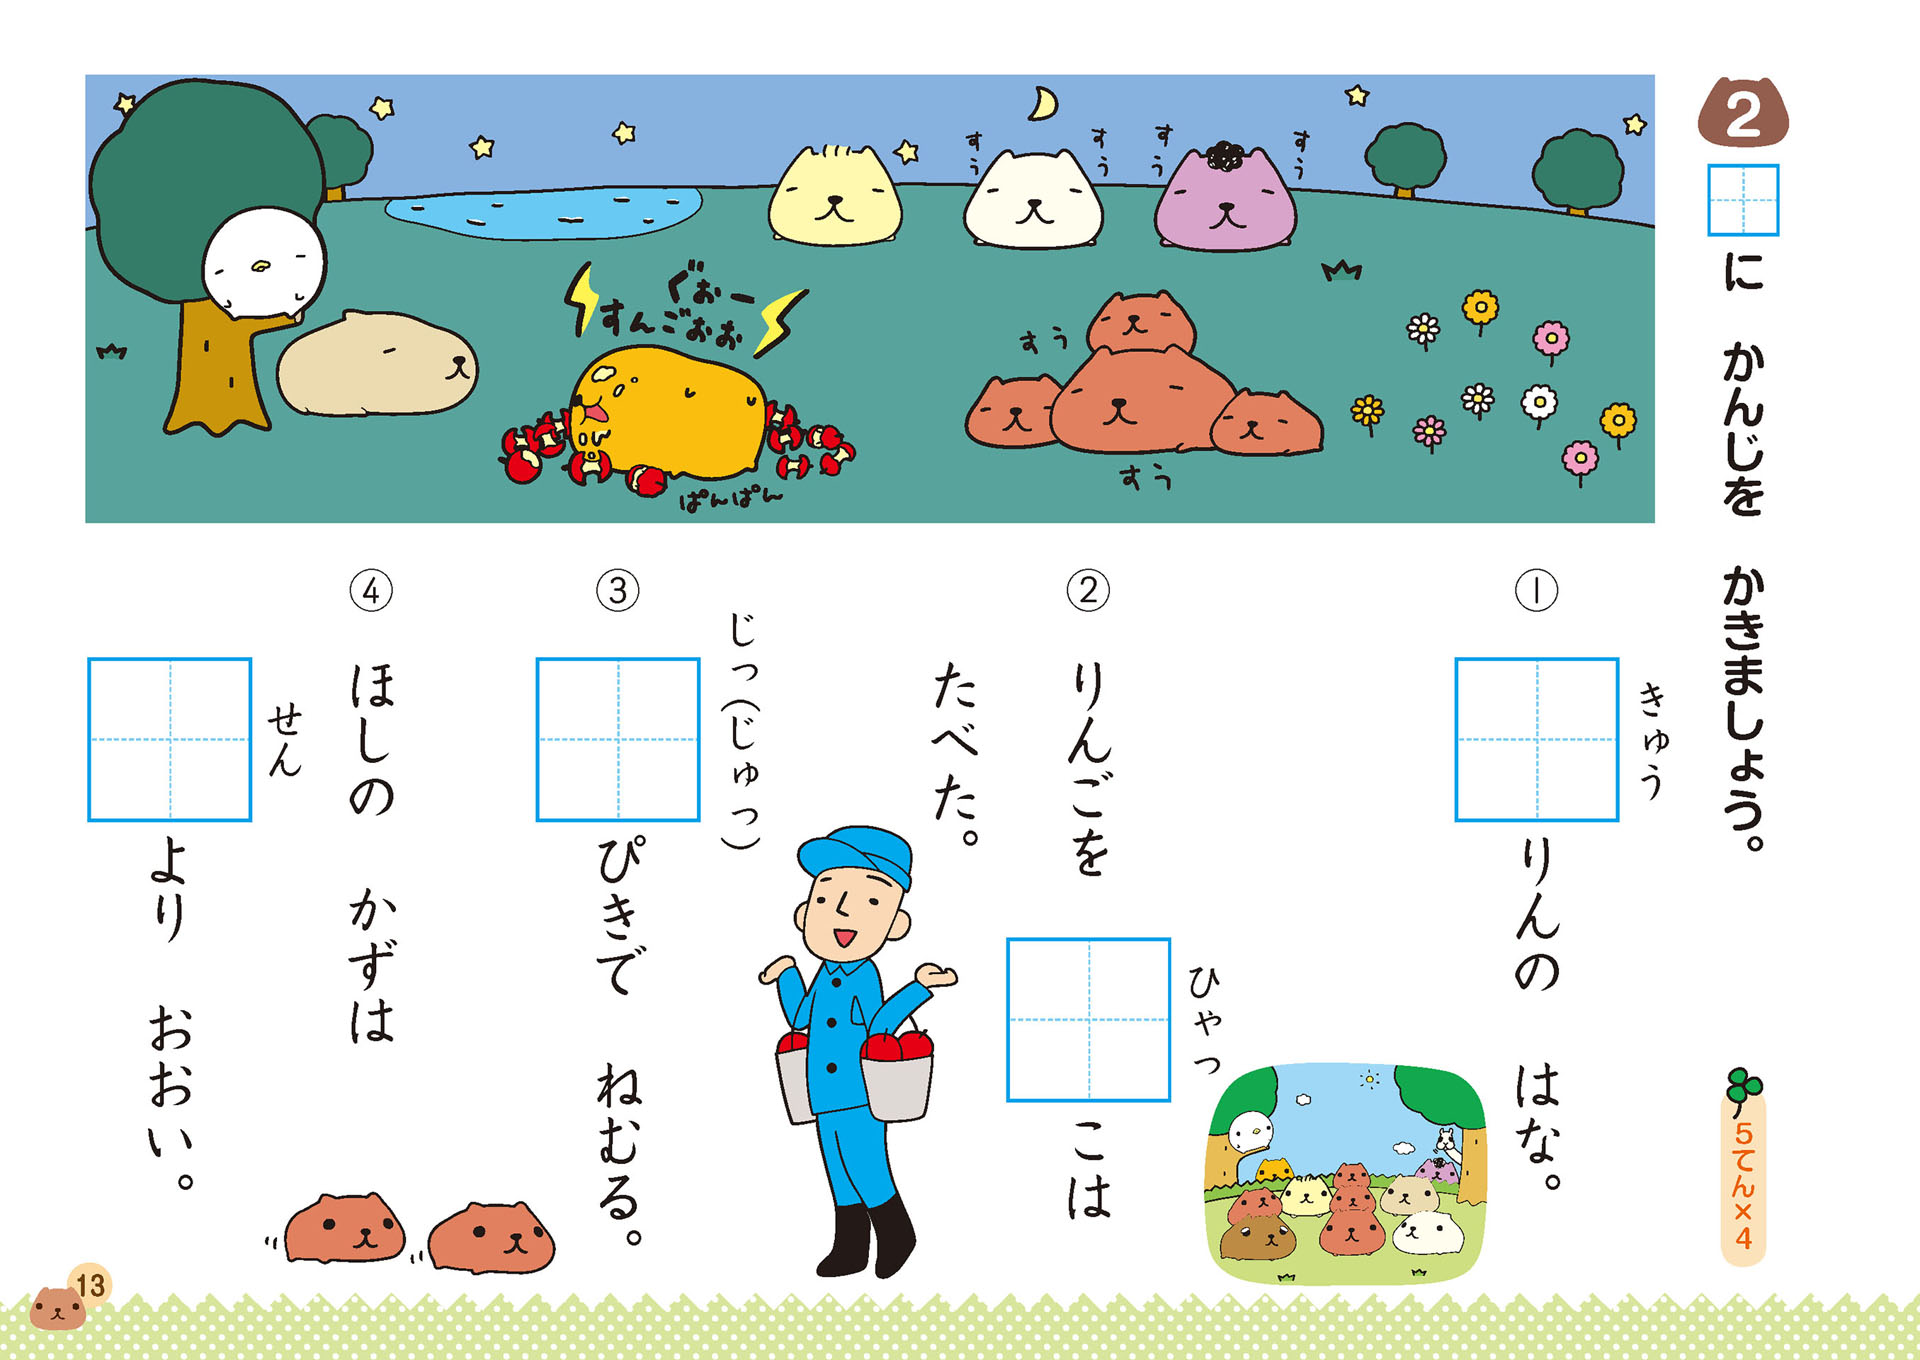 2
に かんじを かきましょう。
5てん×4
すう
すう
すう
すう
ぐぉー
すんごぉぉ
ぱんぱん
すう
すう
①
きゅう
りんの はな。
②
りんごを
ひゃっ
こは
たべた。
③
じっ(じゅっ)
ぴきで ねむる。
④
ほしの かずは
せん
より おおい。
13